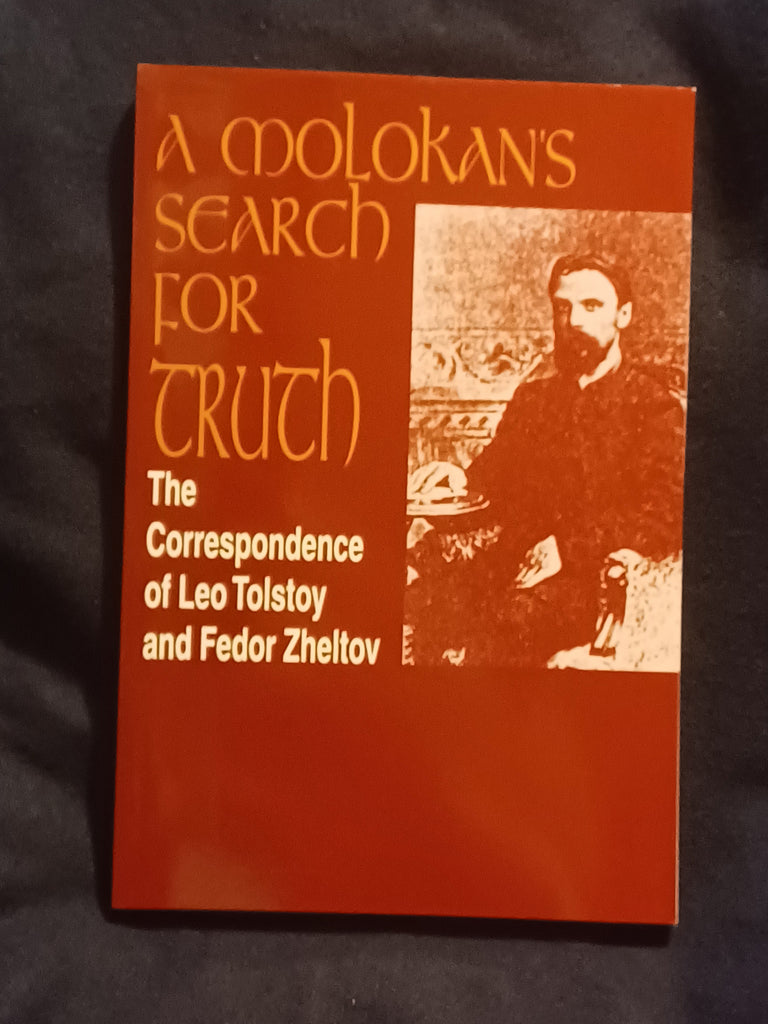 A MOLOKAN'S
SEARCH
FOR
TRUTH
The
Correspondence
of Leo Tolstoy
and Fedor Zheltov